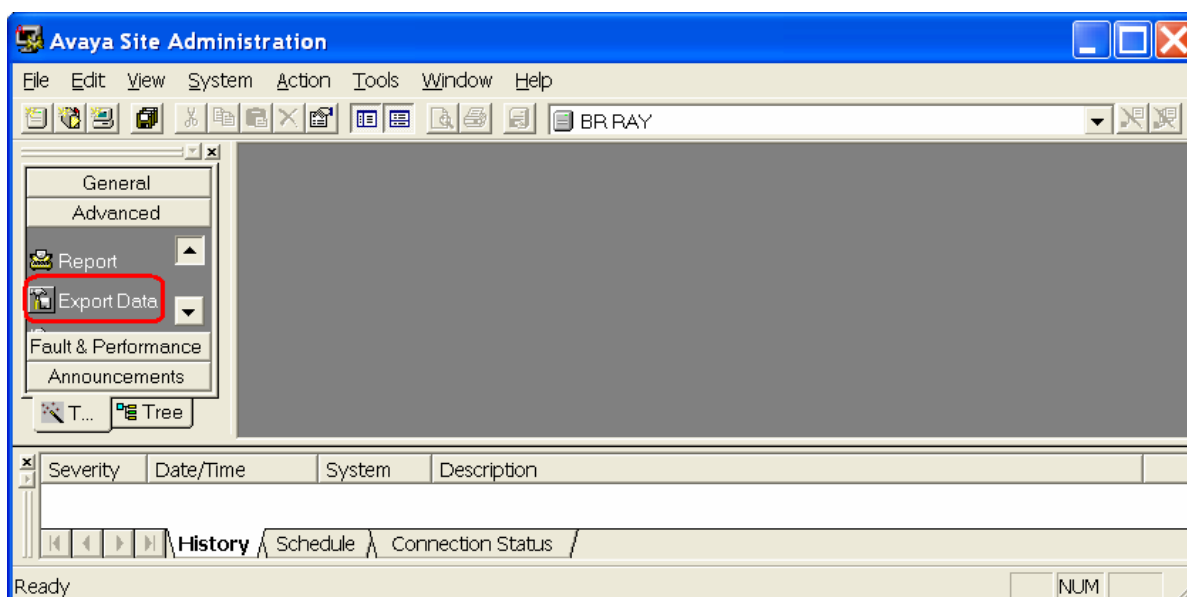 Avaya Site Administration
File Edit View System Action Tools Window Help
BR RAY
General
Advanced
Report
Export Data
Fault & Performance
Announcements
T... Tree
Severity Date/Time System Description
History Schedule Connection Status
Ready NUM